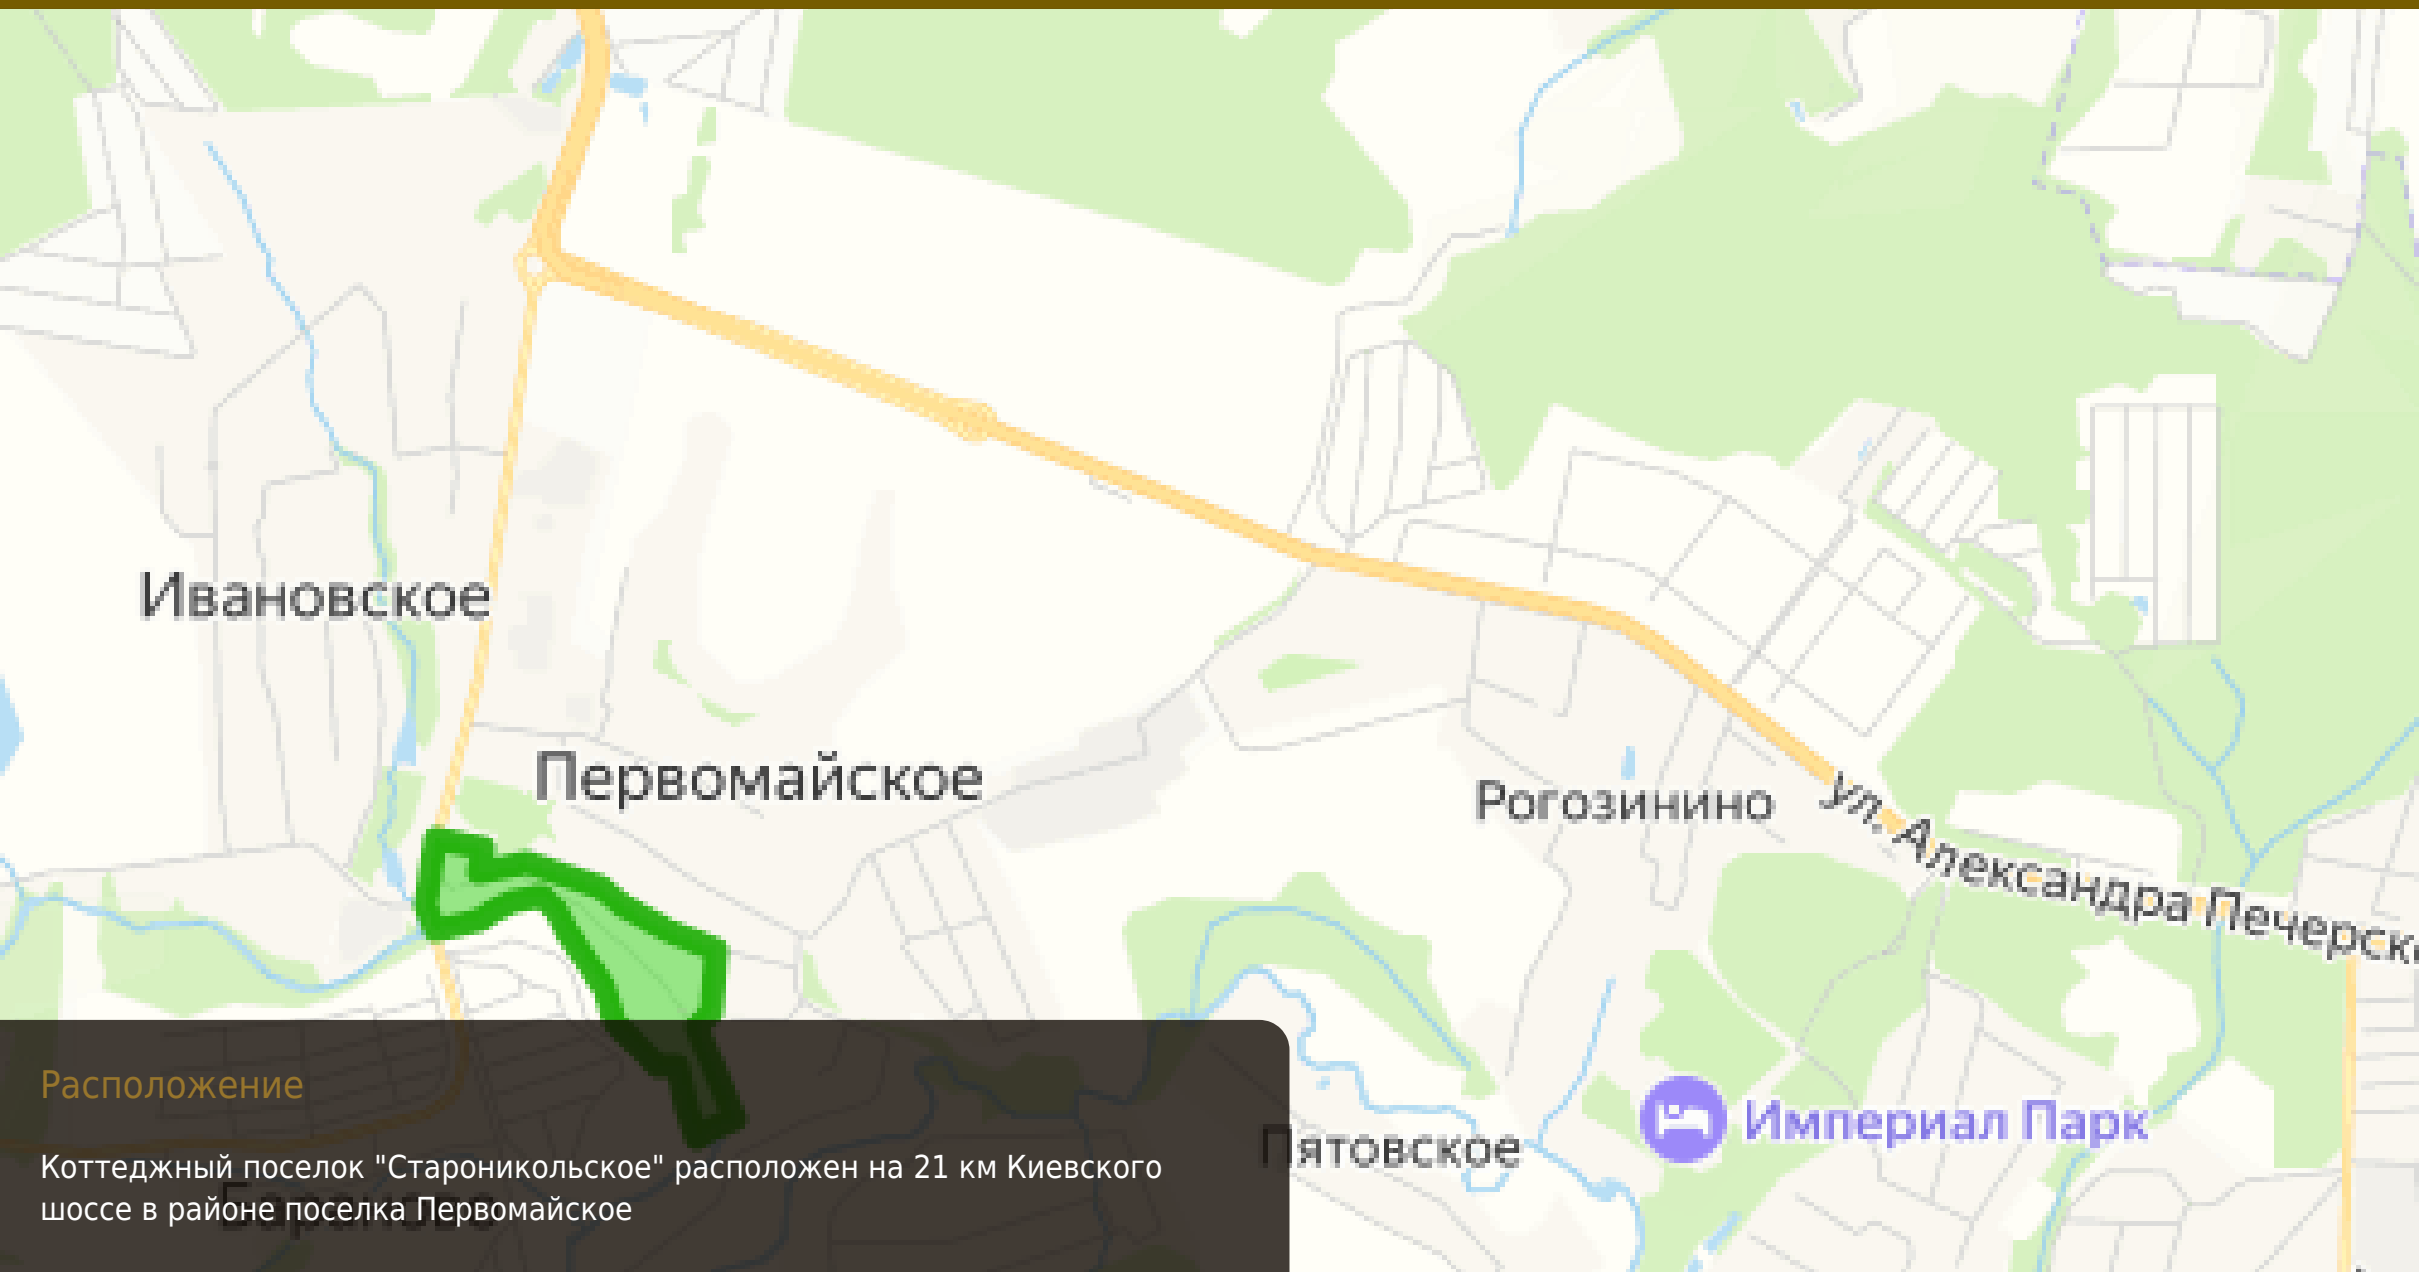 Ивановское
Первомайское
Рогозинино
ул. Александра Печерск
Империал Парк
Пятовское
Расположение
Коттеджный поселок "Староникольское" расположен на 21 км Киевского
шоссе в районе поселка Первомайское